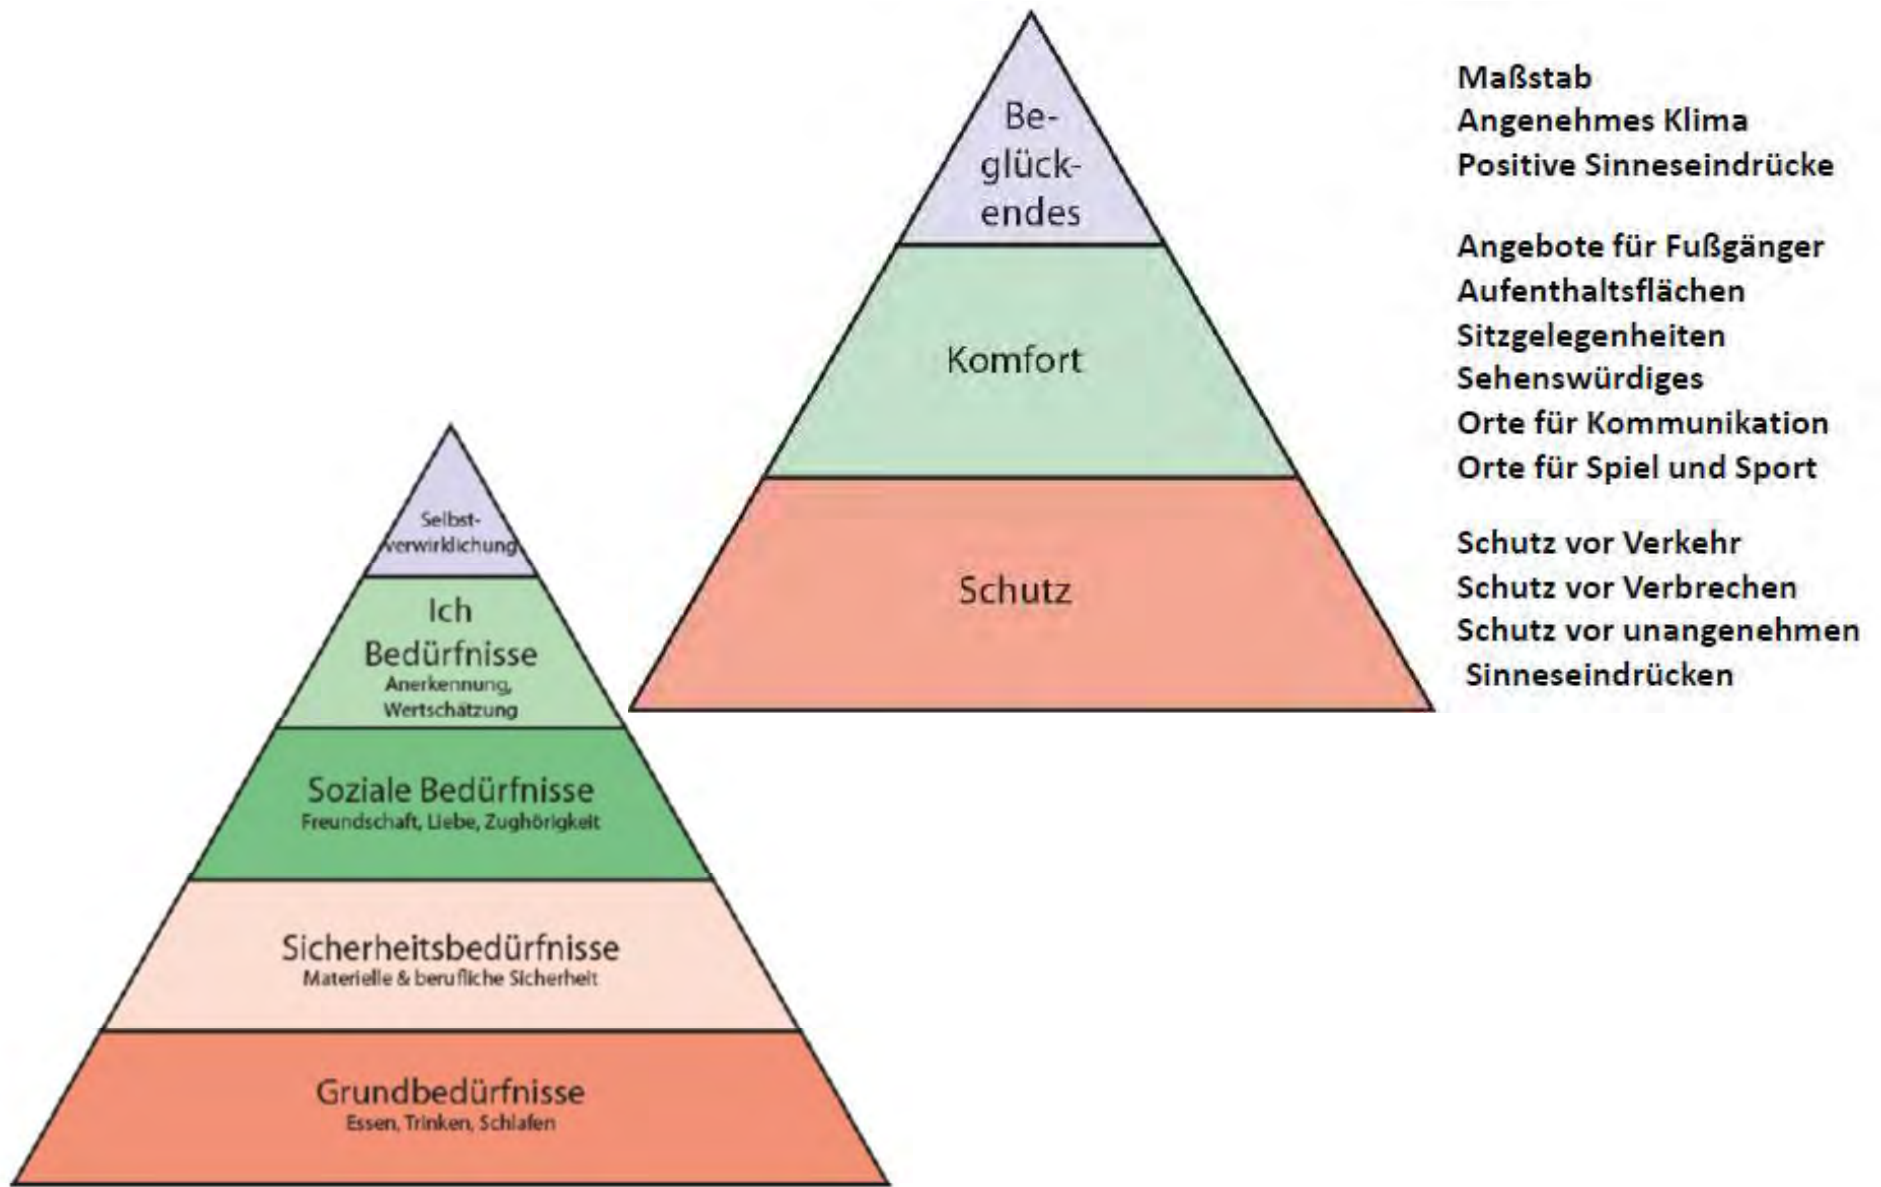 Be-
glück-
endes
Komfort
Schutz
Maßstab
Angenehmes Klima
Positive Sinneseindrücke
Angebote für Fußgänger
Aufenthaltsflächen
Sitzgelegenheiten
Sehenswürdiges
Orte für Kommunikation
Orte für Spiel und Sport
Schutz vor Verkehr
Schutz vor Verbrechen
Schutz vor unangenehmen
Sinneseindrücken
Selbst-
verwirklichung
Ich
Bedürfnisse
Anerkennung,
Wertschätzung
Soziale Bedürfnisse
Freundschaft, Liebe, Zughörigkeit
Sicherheitsbedürfnisse
Materielle & berufliche Sicherheit
Grundbedürfnisse
Essen, Trinken, Schlafen